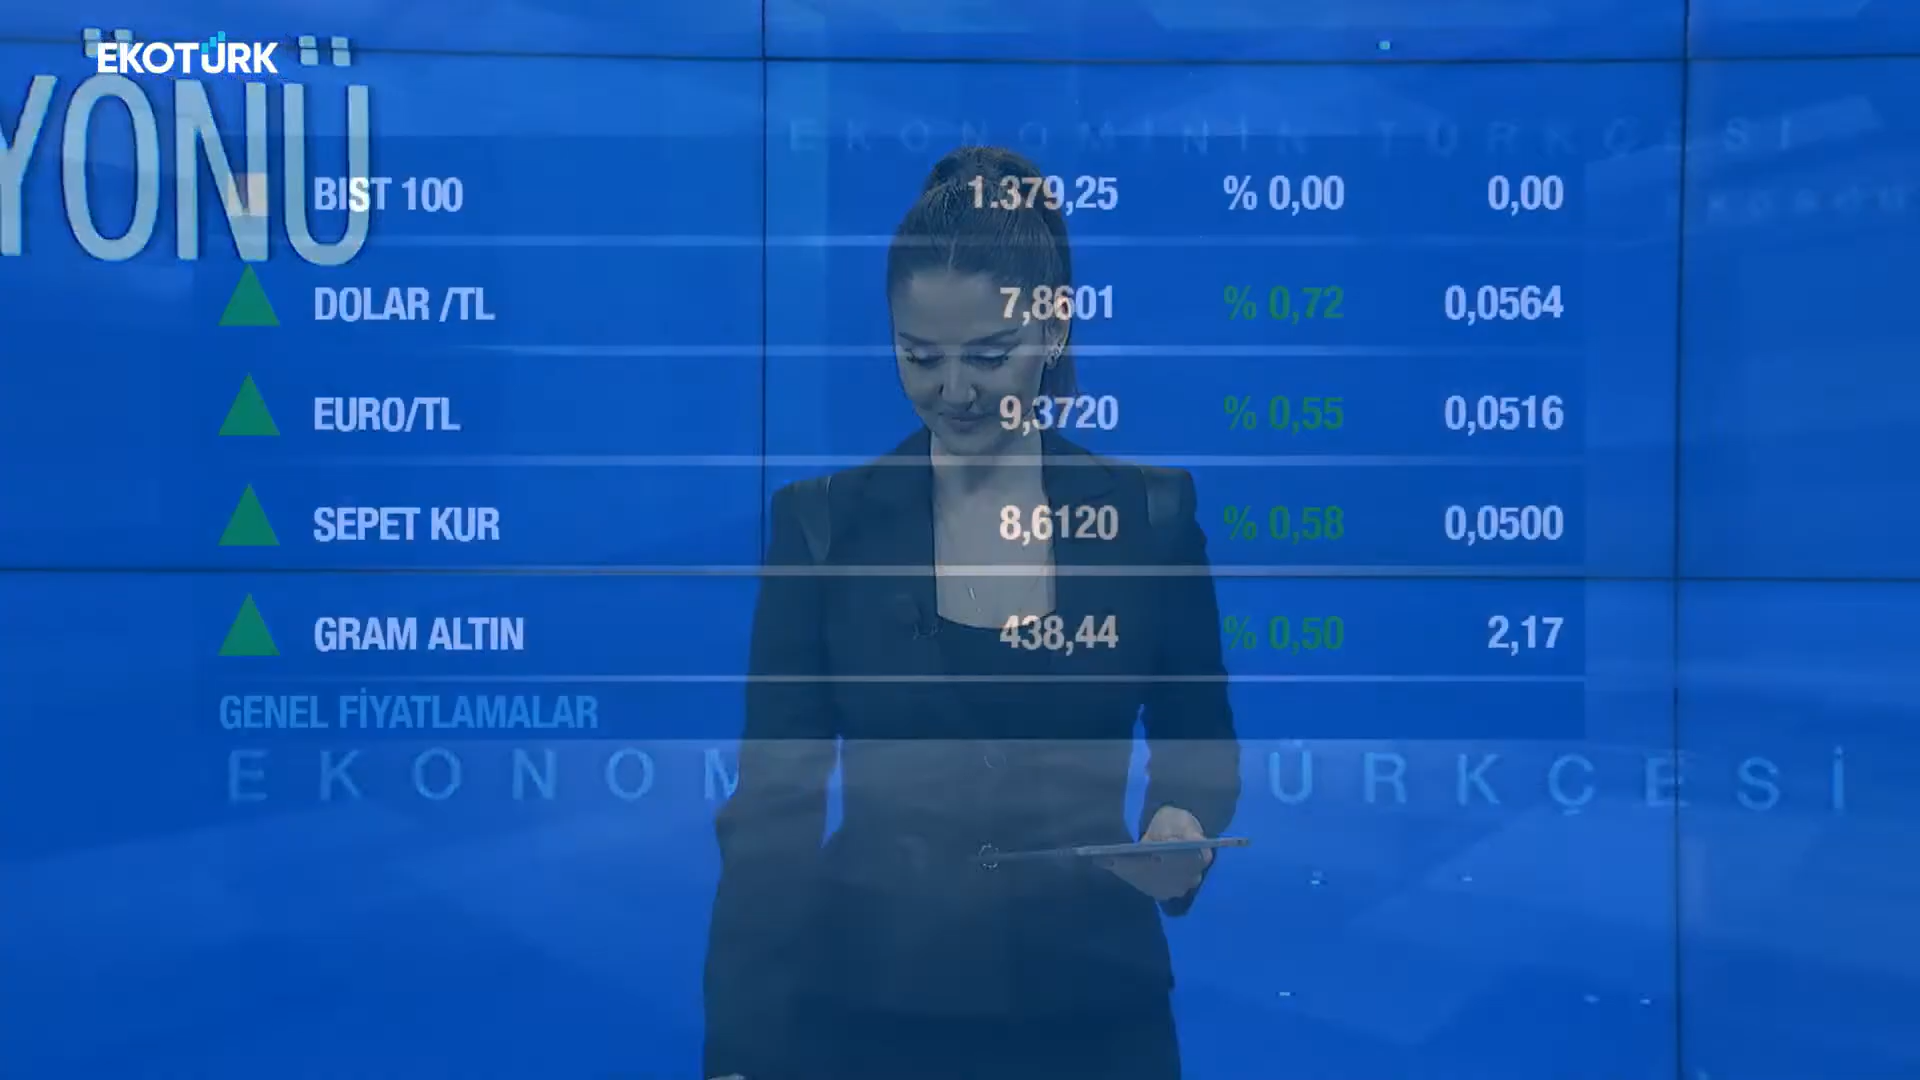 EKOTÜRK
YÖNÜ
EKONOMİNİN TÜRKÇESİ
BIST 100 1.379,25 % 0,00 0,00
DOLAR /TL 7,8601 % 0,72 0,0564
EURO/TL 9,3720 % 0,55 0,0516
SEPET KUR 8,6120 % 0,58 0,0500
GRAM ALTIN 438,44 % 0,50 2,17
GENEL FİYATLAMALAR
EKONOM ÜRKÇESİ